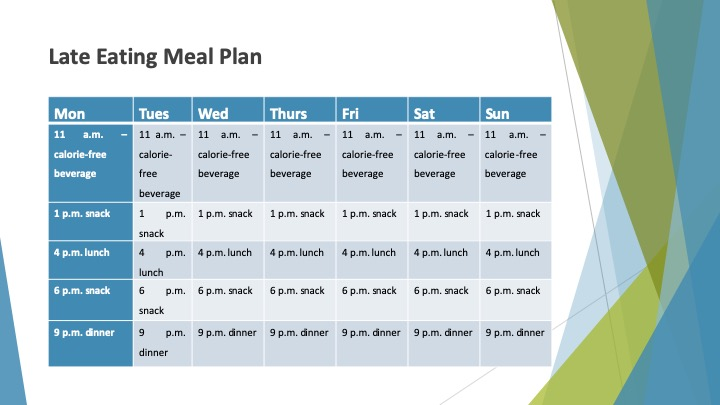 Late Eating Meal Plan
Mon Tues Wed Thurs Fri Sat Sun
11 a.m. – 11 a.m. – 11 a.m. – 11 a.m. – 11 a.m. – 11 a.m. – 11 a.m. –
calorie-free calorie- calorie-free calorie-free calorie-free calorie-free calorie-free
beverage free beverage beverage beverage beverage beverage
beverage
1 p.m. snack 1 p.m. 1 p.m. snack 1 p.m. snack 1 p.m. snack 1 p.m. snack 1 p.m. snack
snack
4 p.m. lunch 4 p.m. 4 p.m. lunch 4 p.m. lunch 4 p.m. lunch 4 p.m. lunch 4 p.m. lunch
lunch
6 p.m. snack 6 p.m. 6 p.m. snack 6 p.m. snack 6 p.m. snack 6 p.m. snack 6 p.m. snack
snack
9 p.m. dinner 9 p.m. 9 p.m. dinner 9 p.m. dinner 9 p.m. dinner 9 p.m. dinner 9 p.m. dinner
dinner